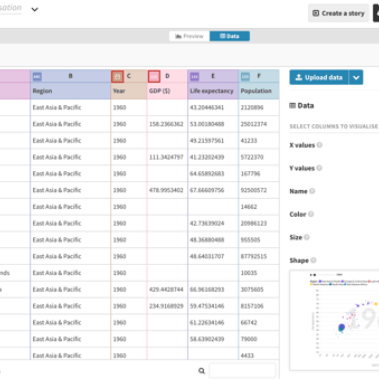 Create a story
Preview Data
B C D E F
Region Year GDP ($) Life expectancy Population
East Asia & Pacific 1960 43.20446341 2120896
East Asia & Pacific 1960 158.2366362 53.00180488 25012374
East Asia & Pacific 1960 49.21597561 41233
East Asia & Pacific 1960 111.3424797 41.23202439 5722370
East Asia & Pacific 1960 64.65892683 167796
East Asia & Pacific 1960 478.9953402 67.66609756 92500572
East Asia & Pacific 1960 14662
East Asia & Pacific 1960 42.73639024 20986123
East Asia & Pacific 1960 48.36880488 955505
East Asia & Pacific 1960 48.64031707 87792515
East Asia & Pacific 1960 10035
East Asia & Pacific 1960 429.4428744 66.96168293 3075605
East Asia & Pacific 1960 234.9168929 59.47534146 8157106
East Asia & Pacific 1960 61.22634146 66742
East Asia & Pacific 1960 58.63902439 79000
East Asia & Pacific 1960 4433
Upload data
Data
SELECT COLUMNS TO VISUALISE
X values
Y values
Name
Color
Size
Shape